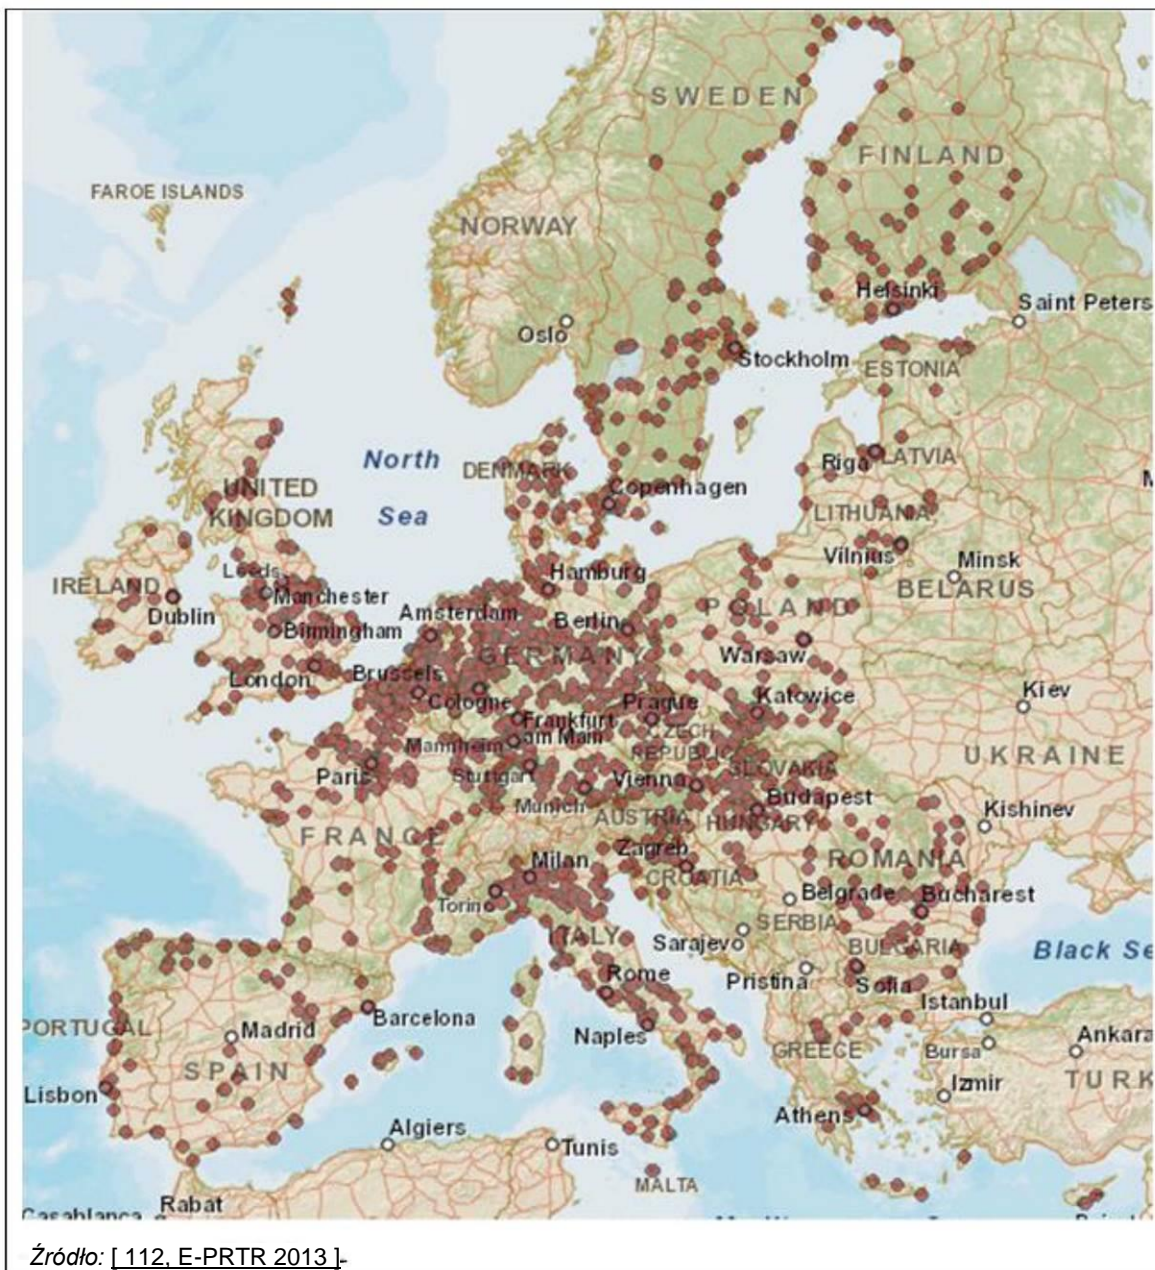 SWEDEN
FINLAND
FAROE ISLANDS
NORWAY
Helsinki
Saint Peters
Oslo
Stockholm
ESTONIA
North
Sea
DENMARK
Riga
LATVIA
UNITED
KINGDOM
Copenhagen
LITHUANIA
Vilnius
Minsk
BELARUS
IRELAND
Leeds
Manchester
Dublin
Hamburg
Amsterdam
Berlin
POLAND
Birmingham
GERMANY
Warsaw
London
Brussels
Cologne
Prague
Katowice
Kiev
Frankfurt
am Main
Mannheim
CZECH
REPUBLIC
UKRAINE
Paris
Stuttgart
Vienna
SLOVAKIA
Munich
Budapest
Kishinev
AUSTRIA
HUNGARY
FRANCE
Milan
Zagreb
CROATIA
ROMANIA
Torino
Belgrade
Bucharest
SERBIA
ITALY
Sarajevo
BULGARIA
Black Se
Pristina
Sofia
Rome
Istanbul
Barcelona
Madrid
PORTUGAL
Naples
GREECE
Bursa
Ankara
SPAIN
Lisbon
Izmir
TURK
Athens
Algiers
Tunis
MALTA
Rabat
Casablanca
Źródło: [ 112, E-PRTR 2013 ].